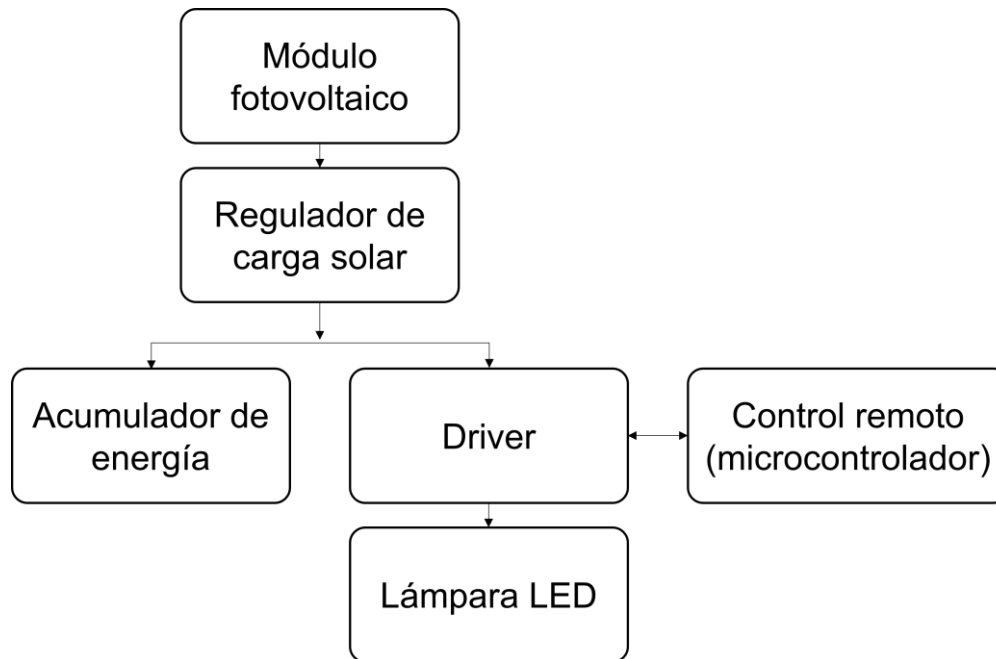 Módulo
fotovoltaico
Regulador de
carga solar
Acumulador de
energía
Driver
Control remoto
(microcontrolador)
Lámpara LED